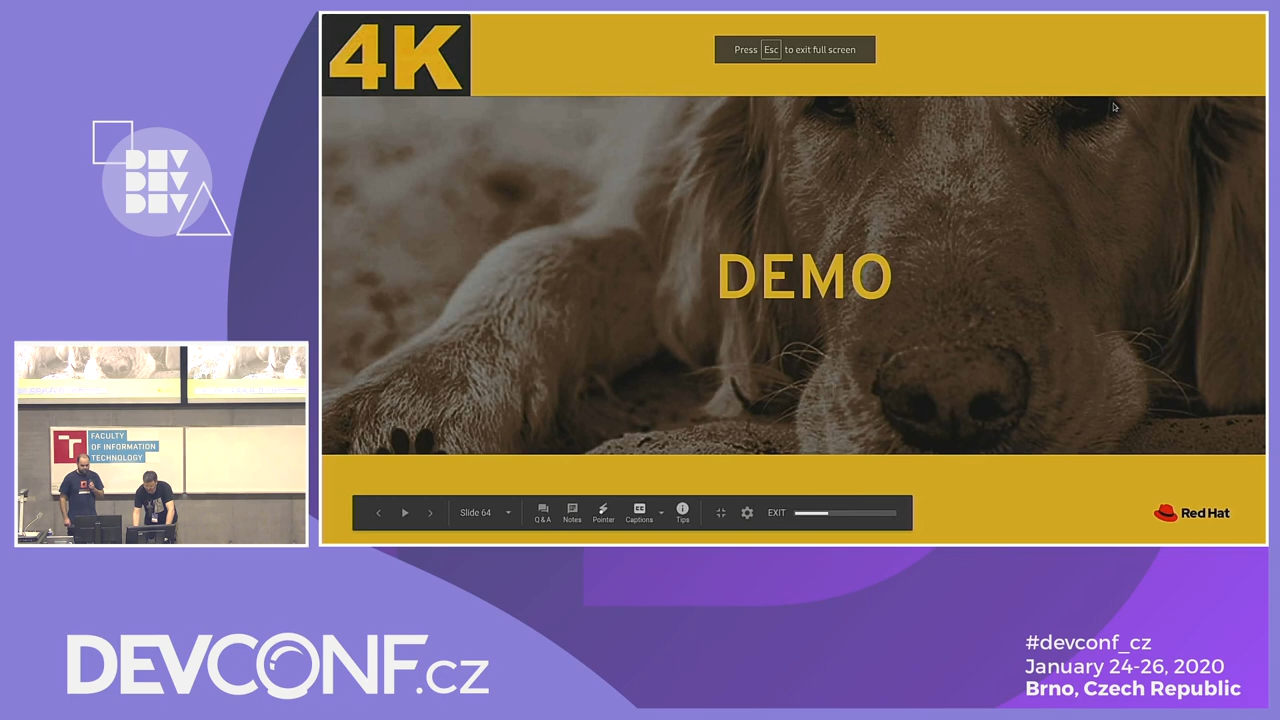 4K
Press Esc to exit full screen
DEV
DEV
DEV
DEMO
FACULTY
OF INFORMATION
TECHNOLOGY
Slide 64
Q & A
Notes
Pointer
Captions
Tips
EXIT
Red Hat
DEVCONF.cz
#devconf_cz
January 24-26, 2020
Brno, Czech Republic